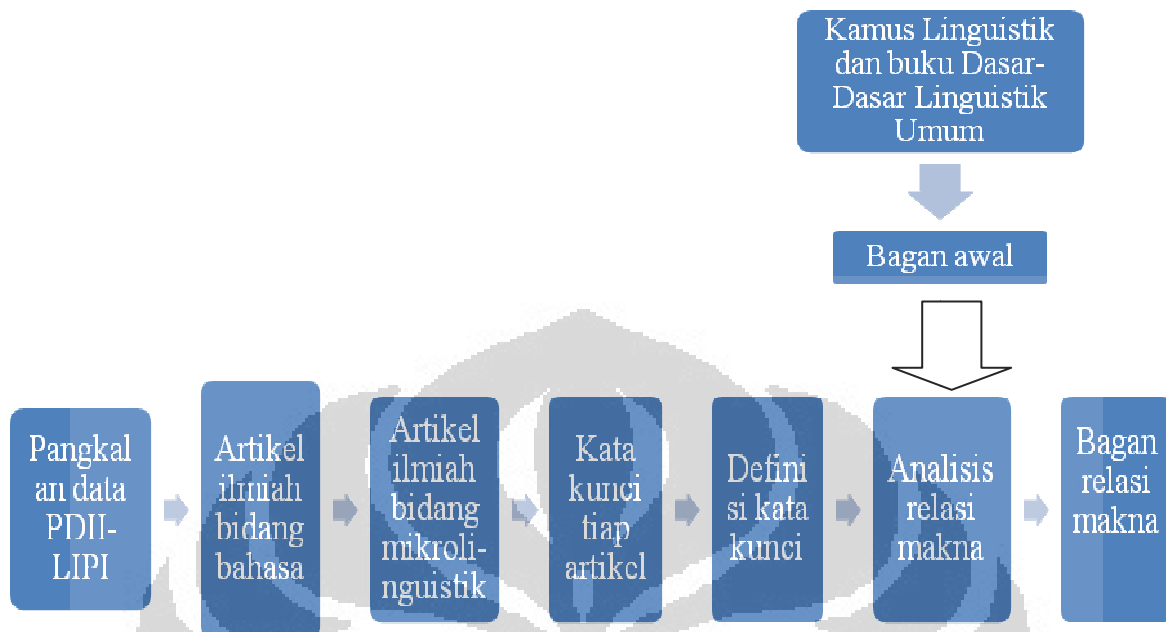 Kamus Linguistik
dan buku Dasar-
Dasar Linguistik
Umum
Bagan awal
Pangkal
an data
PDII-
LIPI
Artikel
ilmiah
bidang
bahasa
Artikel
ilmiah
bidang
mikroli-
nguistik
Kata
kunci
tiap
artikel
Defini
si kata
kunci
Analisis
relasi
makna
Bagan
relasi
makna